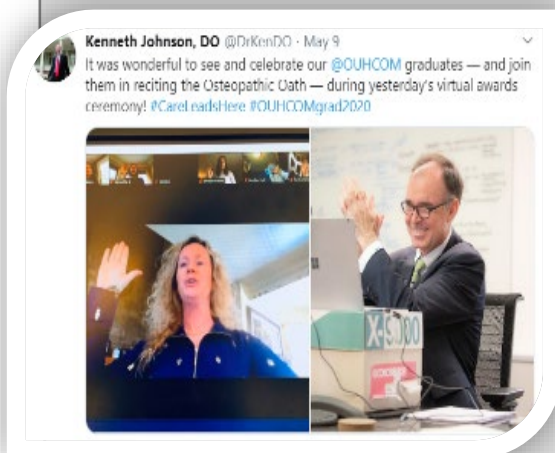 Kenneth Johnson, DO @DrKenDO · May 9
It was wonderful to see and celebrate our @OUHCOM graduates — and join
them in reciting the Osteopathic Oath — during yesterday's virtual awards
ceremony! #CareLeadsHere #OUHCOMgrad2020
X-9000